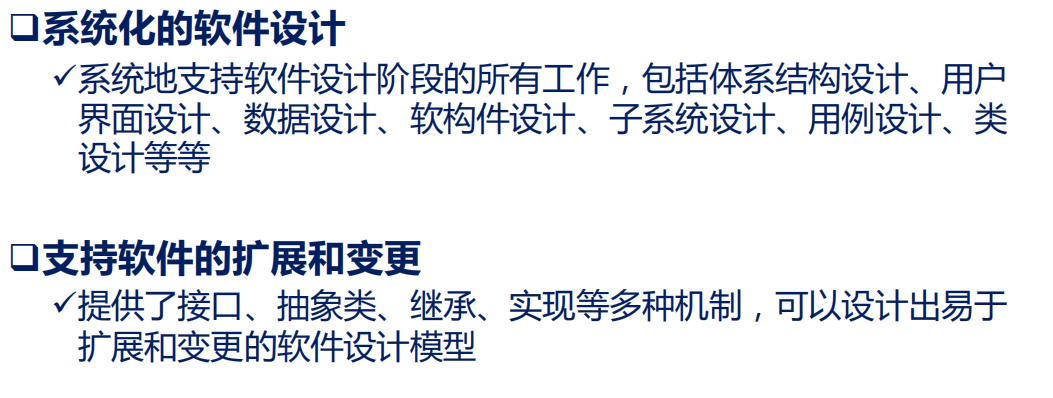 ❑系统化的软件设计
✓系统地支持软件设计阶段的所有工作，包括体系结构设计、用户
界面设计、数据设计、软构件设计、子系统设计、用例设计、类
设计等等
❑支持软件的扩展和变更
✓提供了接口、抽象类、继承、实现等多种机制，可以设计出易于
扩展和变更的软件设计模型